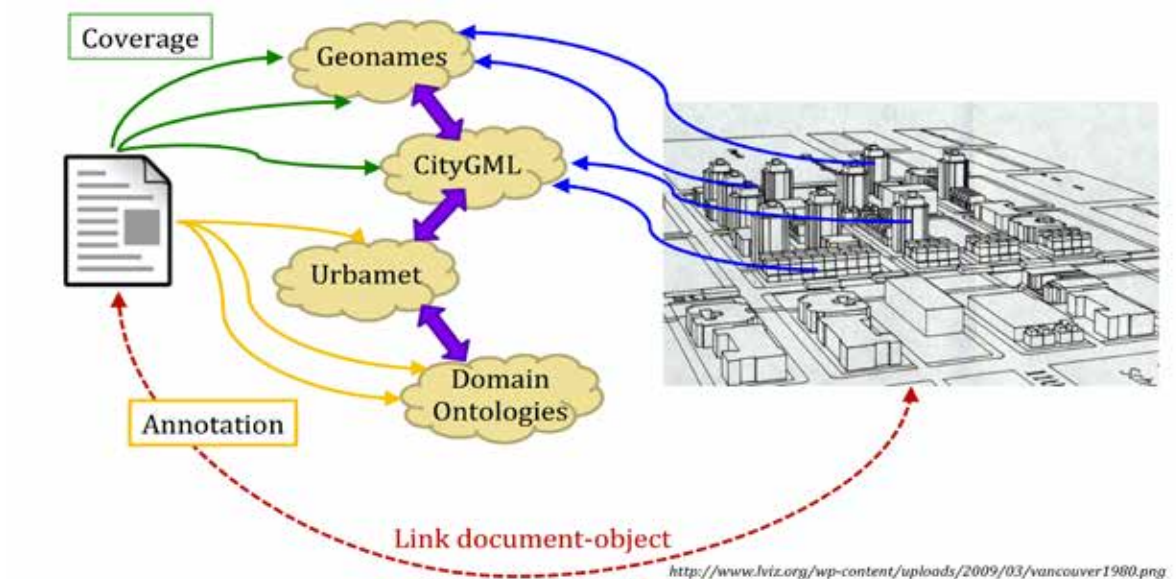 Coverage
Geonames
CityGML
Urbamet
Domain
Ontologies
Annotation
Link document-object
http://www.lviz.org/wp-content/uploads/2009/03/vancouver1980.png